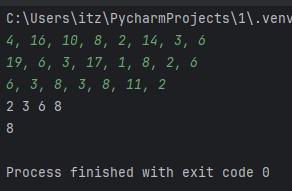 C:\Users\itz\PycharmProjects\1\.venv
4, 16, 10, 8, 2, 14, 3, 6
19, 6, 3, 17, 1, 8, 2, 6
6, 3, 8, 3, 8, 11, 2
2 3 6 8
8
Process finished with exit code 0